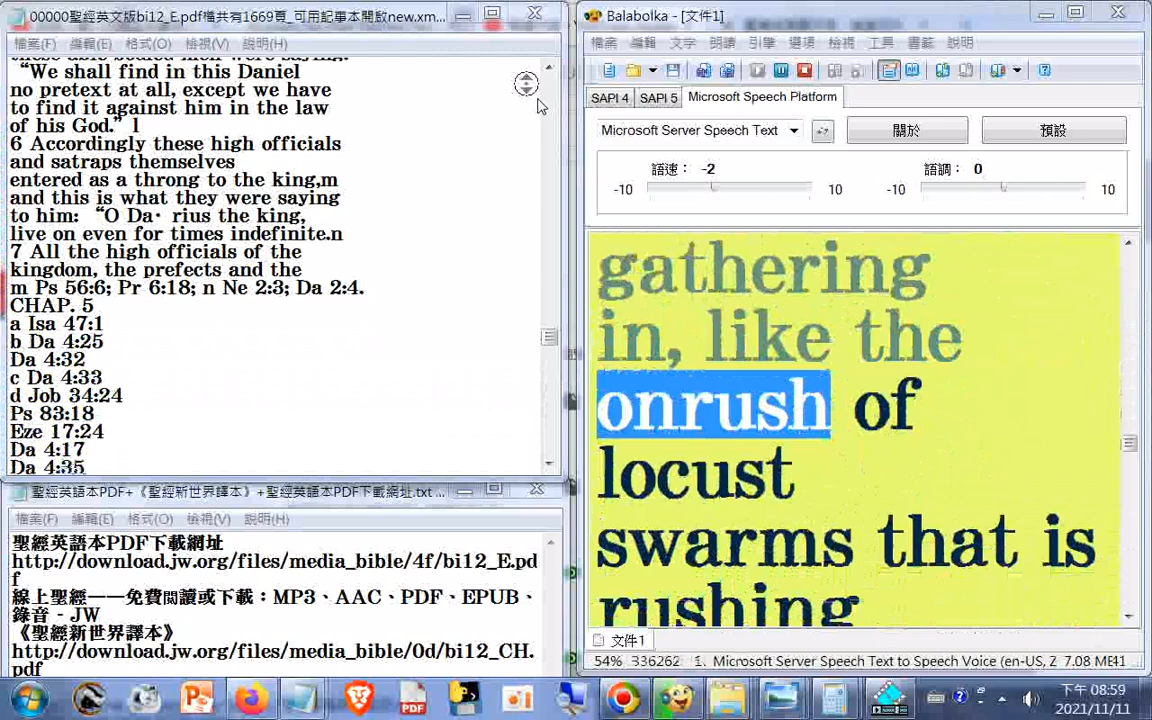 00000聖經英文版bi12_E.pdf檔共有1669頁_可用記事本開啟new.xm...
檔案(F) 編輯(E) 格式(O) 檢視(V) 說明(H)
“We shall find in this Daniel
no pretext at all, except we have
to find it against him in the law
of his God.” l
6 Accordingly these high officials
and satraps themselves
entered as a throng to the king,m
and this is what they were saying
to him: “O Da· rius the king,
live on even for times indefinite.n
7 All the high officials of the
kingdom, the prefects and the
m Ps 56:6; Pr 6:18; n Ne 2:3; Da 2:4.
CHAP. 5
a Isa 47:1
b Da 4:25
Da 4:32
c Da 4:33
d Job 34:24
Ps 83:18
Eze 17:24
Da 4:17
Da 4:35
聖經英語本PDF+《聖經新世界譯本》+聖經英語本PDF下載網址.txt ...
檔案(F) 編輯(E) 格式(O) 檢視(V) 說明(H)
聖經英語本PDF下載網址
http://download.jw.org/files/media_bible/4f/bi12_E.pd
f
線上聖經──免費閱讀或下載：MP3、AAC、PDF、EPUB、
錄音 - JW
《聖經新世界譯本》
http://download.jw.org/files/media_bible/0d/bi12_CH.
pdf
Balabolka - [文件1]
檔案 編輯 文字 朗讀 引擎 選項 檢視 工具 書籤 說明
SAPI 4 SAPI 5 Microsoft Speech Platform
Microsoft Server Speech Text 關於 預設
語速： -2 語調： 0
-10 10 -10 10
gathering
in, like the
onrush of
locust
swarms that is
rushing
文件1
54% 336262 1. Microsoft Server Speech Text to Speech Voice (en-US, Z 7.08 ME41
下午 08:59
2021/11/11